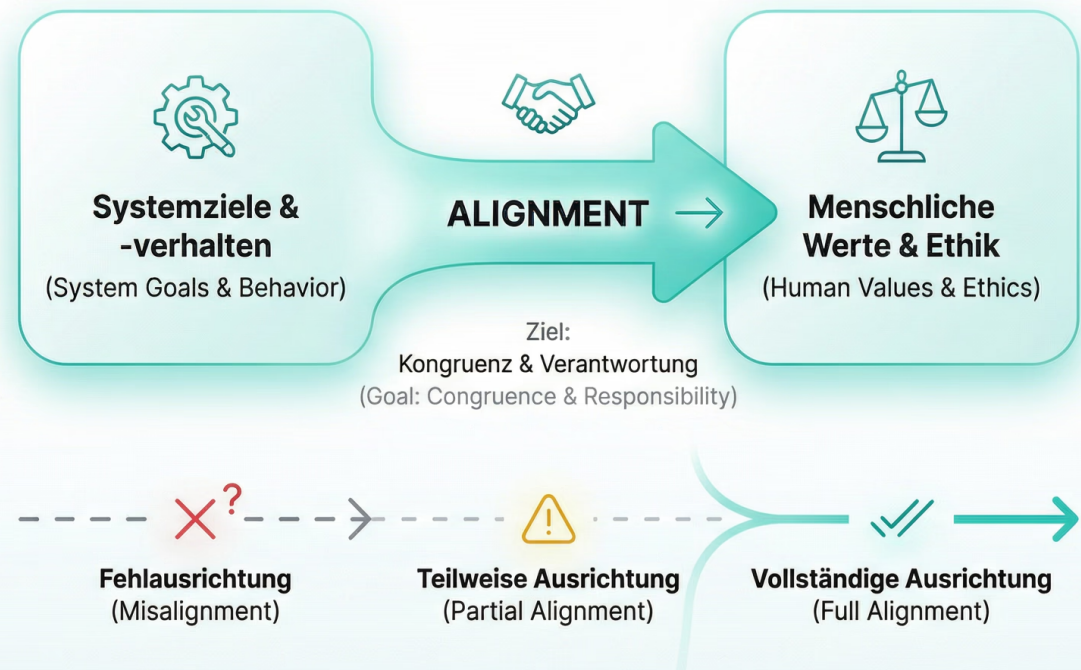 Systemziele &
-verhalten
(System Goals & Behavior)
ALIGNMENT
Menschliche
Werte & Ethik
(Human Values & Ethics)
Ziel:
Kongruenz & Verantwortung
(Goal: Congruence & Responsibility)
?
Fehlausrichtung
(Misalignment)
Teilweise Ausrichtung
(Partial Alignment)
Vollständige Ausrichtung
(Full Alignment)